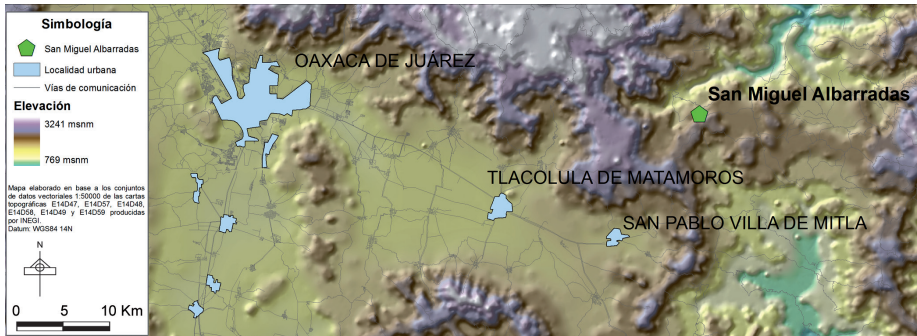 Simbología
San Miguel Albarradas
Localidad urbana
Vías de comunicación
Elevación
3241 msnm
769 msnm
Mapa elaborado en base a los conjuntos
de datos vectoriales 1:50000 de las cartas
topográficas E14D47, E14D57, E14D48,
E14D58, E14D49 y E14D59 producidas
por INEGI.
Datum: WGS84 14N
N
0 5 10 Km
OAXACA DE JUÁREZ
San Miguel Albarradas
TLACOLULA DE MATAMOROS
SAN PABLO VILLA DE MITLA